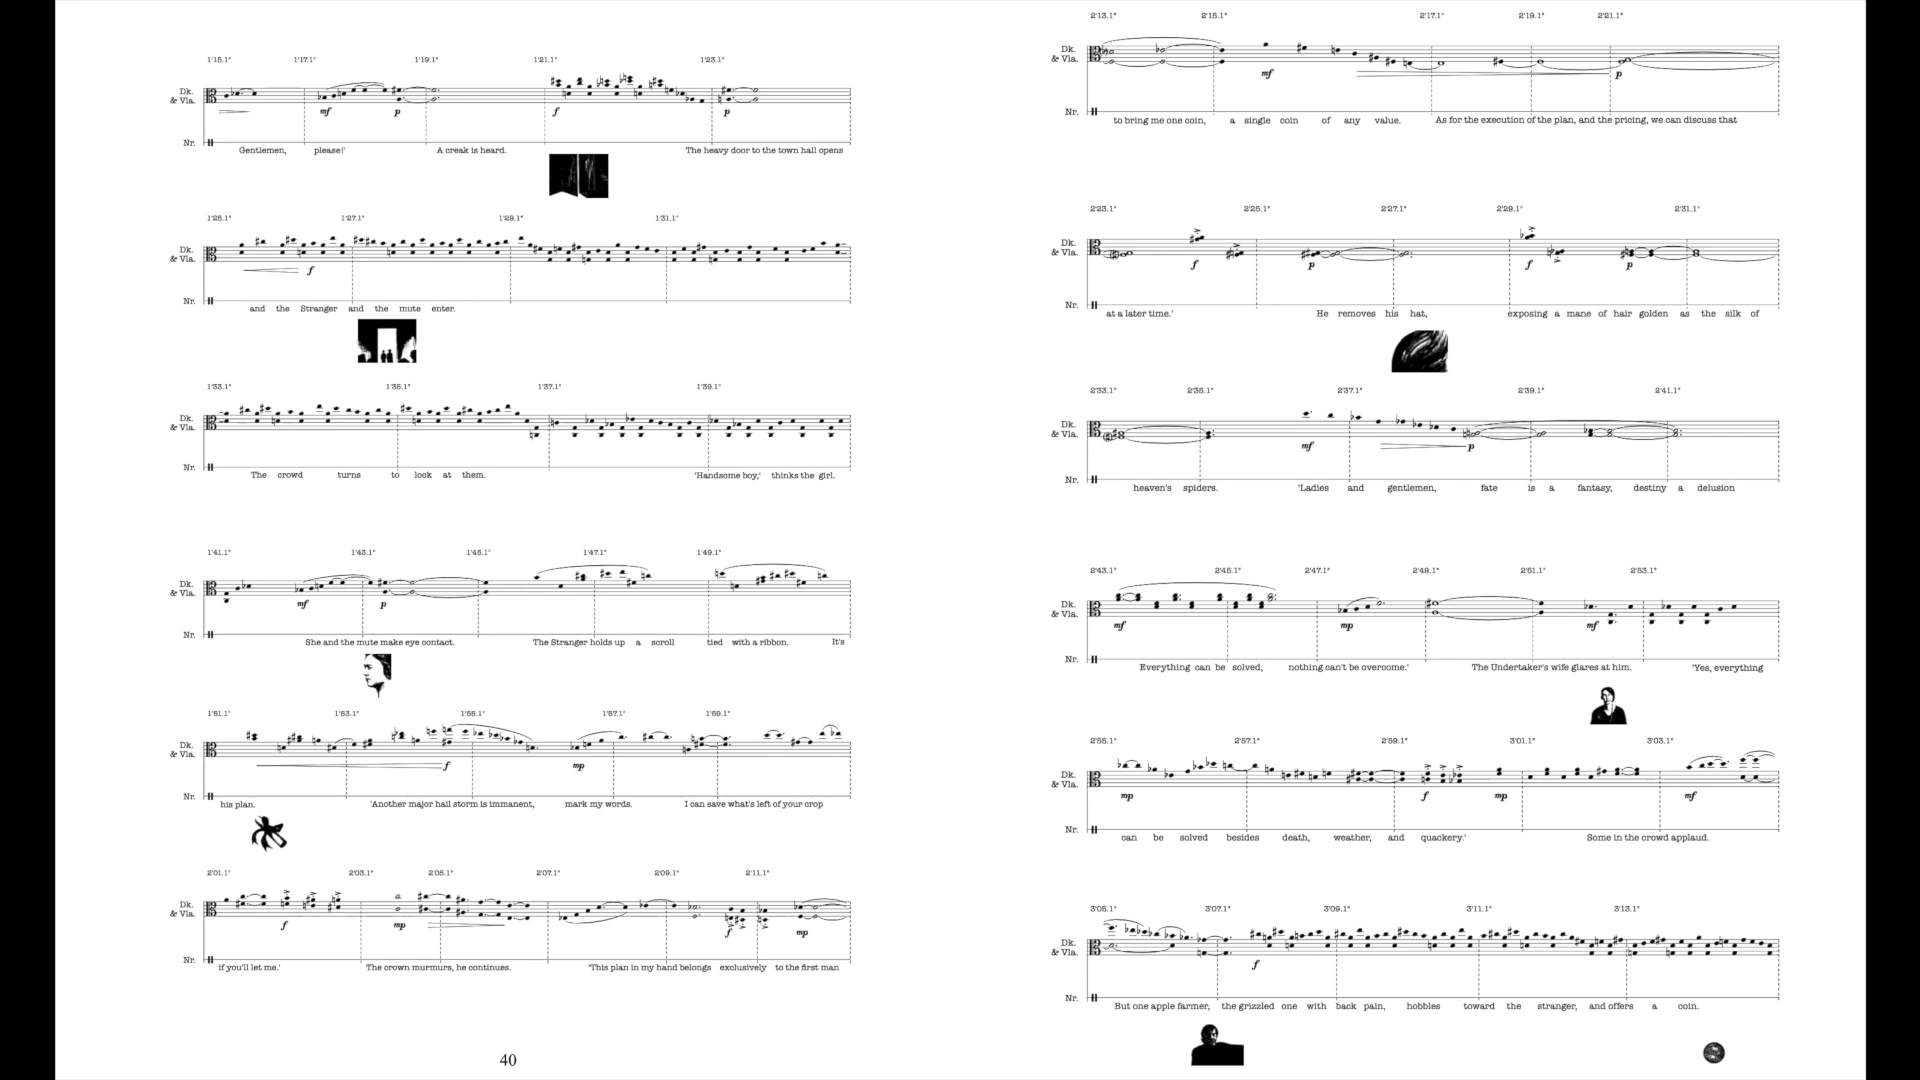 1'15.1" 1'17.1" 1'19.1" 1'21.1" 1'23.1"
Dk.
& Vla.
mf p f p
Nr.
Gentlemen, please!' A creak is heard. The heavy door to the town hall opens
1'25.1" 1'27.1" 1'29.1" 1'31.1"
Dk.
& Vla.
f
Nr.
and the Stranger and the mute enter.
1'33.1" 1'35.1" 1'37.1" 1'39.1"
Dk.
& Vla.
Nr.
The crowd turns to look at them. 'Handsome boy,' thinks the girl.
1'41.1" 1'43.1" 1'45.1" 1'47.1" 1'49.1"
Dk.
& Vla.
mf p
Nr.
She and the mute make eye contact. The Stranger holds up a scroll tied with a ribbon. It's
1'51.1" 1'53.1" 1'55.1" 1'57.1" 1'59.1"
Dk.
& Vla.
f mp
Nr.
his plan. 'Another major hail storm is immanent, mark my words. I can save what's left of your crop
2'01.1" 2'03.1" 2'05.1" 2'07.1" 2'09.1" 2'11.1"
Dk.
& Vla.
f mp f mp
Nr.
if you'll let me.' The crown murmurs, he continues. 'This plan in my hand belongs exclusively to the first man
40
2'13.1" 2'15.1" 2'17.1" 2'19.1" 2'21.1"
Dk.
& Vla.
mf p
Nr.
to bring me one coin, a single coin of any value. As for the execution of the plan, and the pricing, we can discuss that
2'23.1" 2'25.1" 2'27.1" 2'29.1" 2'31.1"
Dk.
& Vla.
f p f p
Nr.
at a later time.' He removes his hat, exposing a mane of hair golden as the silk of
2'33.1" 2'35.1" 2'37.1" 2'39.1" 2'41.1"
Dk.
& Vla.
mf p
Nr.
heaven's spiders. 'Ladies and gentlemen, fate is a fantasy, destiny a delusion
2'43.1" 2'45.1" 2'47.1" 2'49.1" 2'51.1" 2'53.1"
Dk.
& Vla.
mf mp mf
Nr.
Everything can be solved, nothing can't be overcome.' The Undertaker's wife glares at him. 'Yes, everything
2'55.1" 2'57.1" 2'59.1" 3'01.1" 3'03.1"
Dk.
& Vla.
mp f mp mf
Nr.
can be solved besides death, weather, and quackery.' Some in the crowd applaud.
3'05.1" 3'07.1" 3'09.1" 3'11.1" 3'13.1"
Dk.
& Vla.
f
Nr.
But one apple farmer, the grizzled one with back pain, hobbles toward the stranger, and offers a coin.